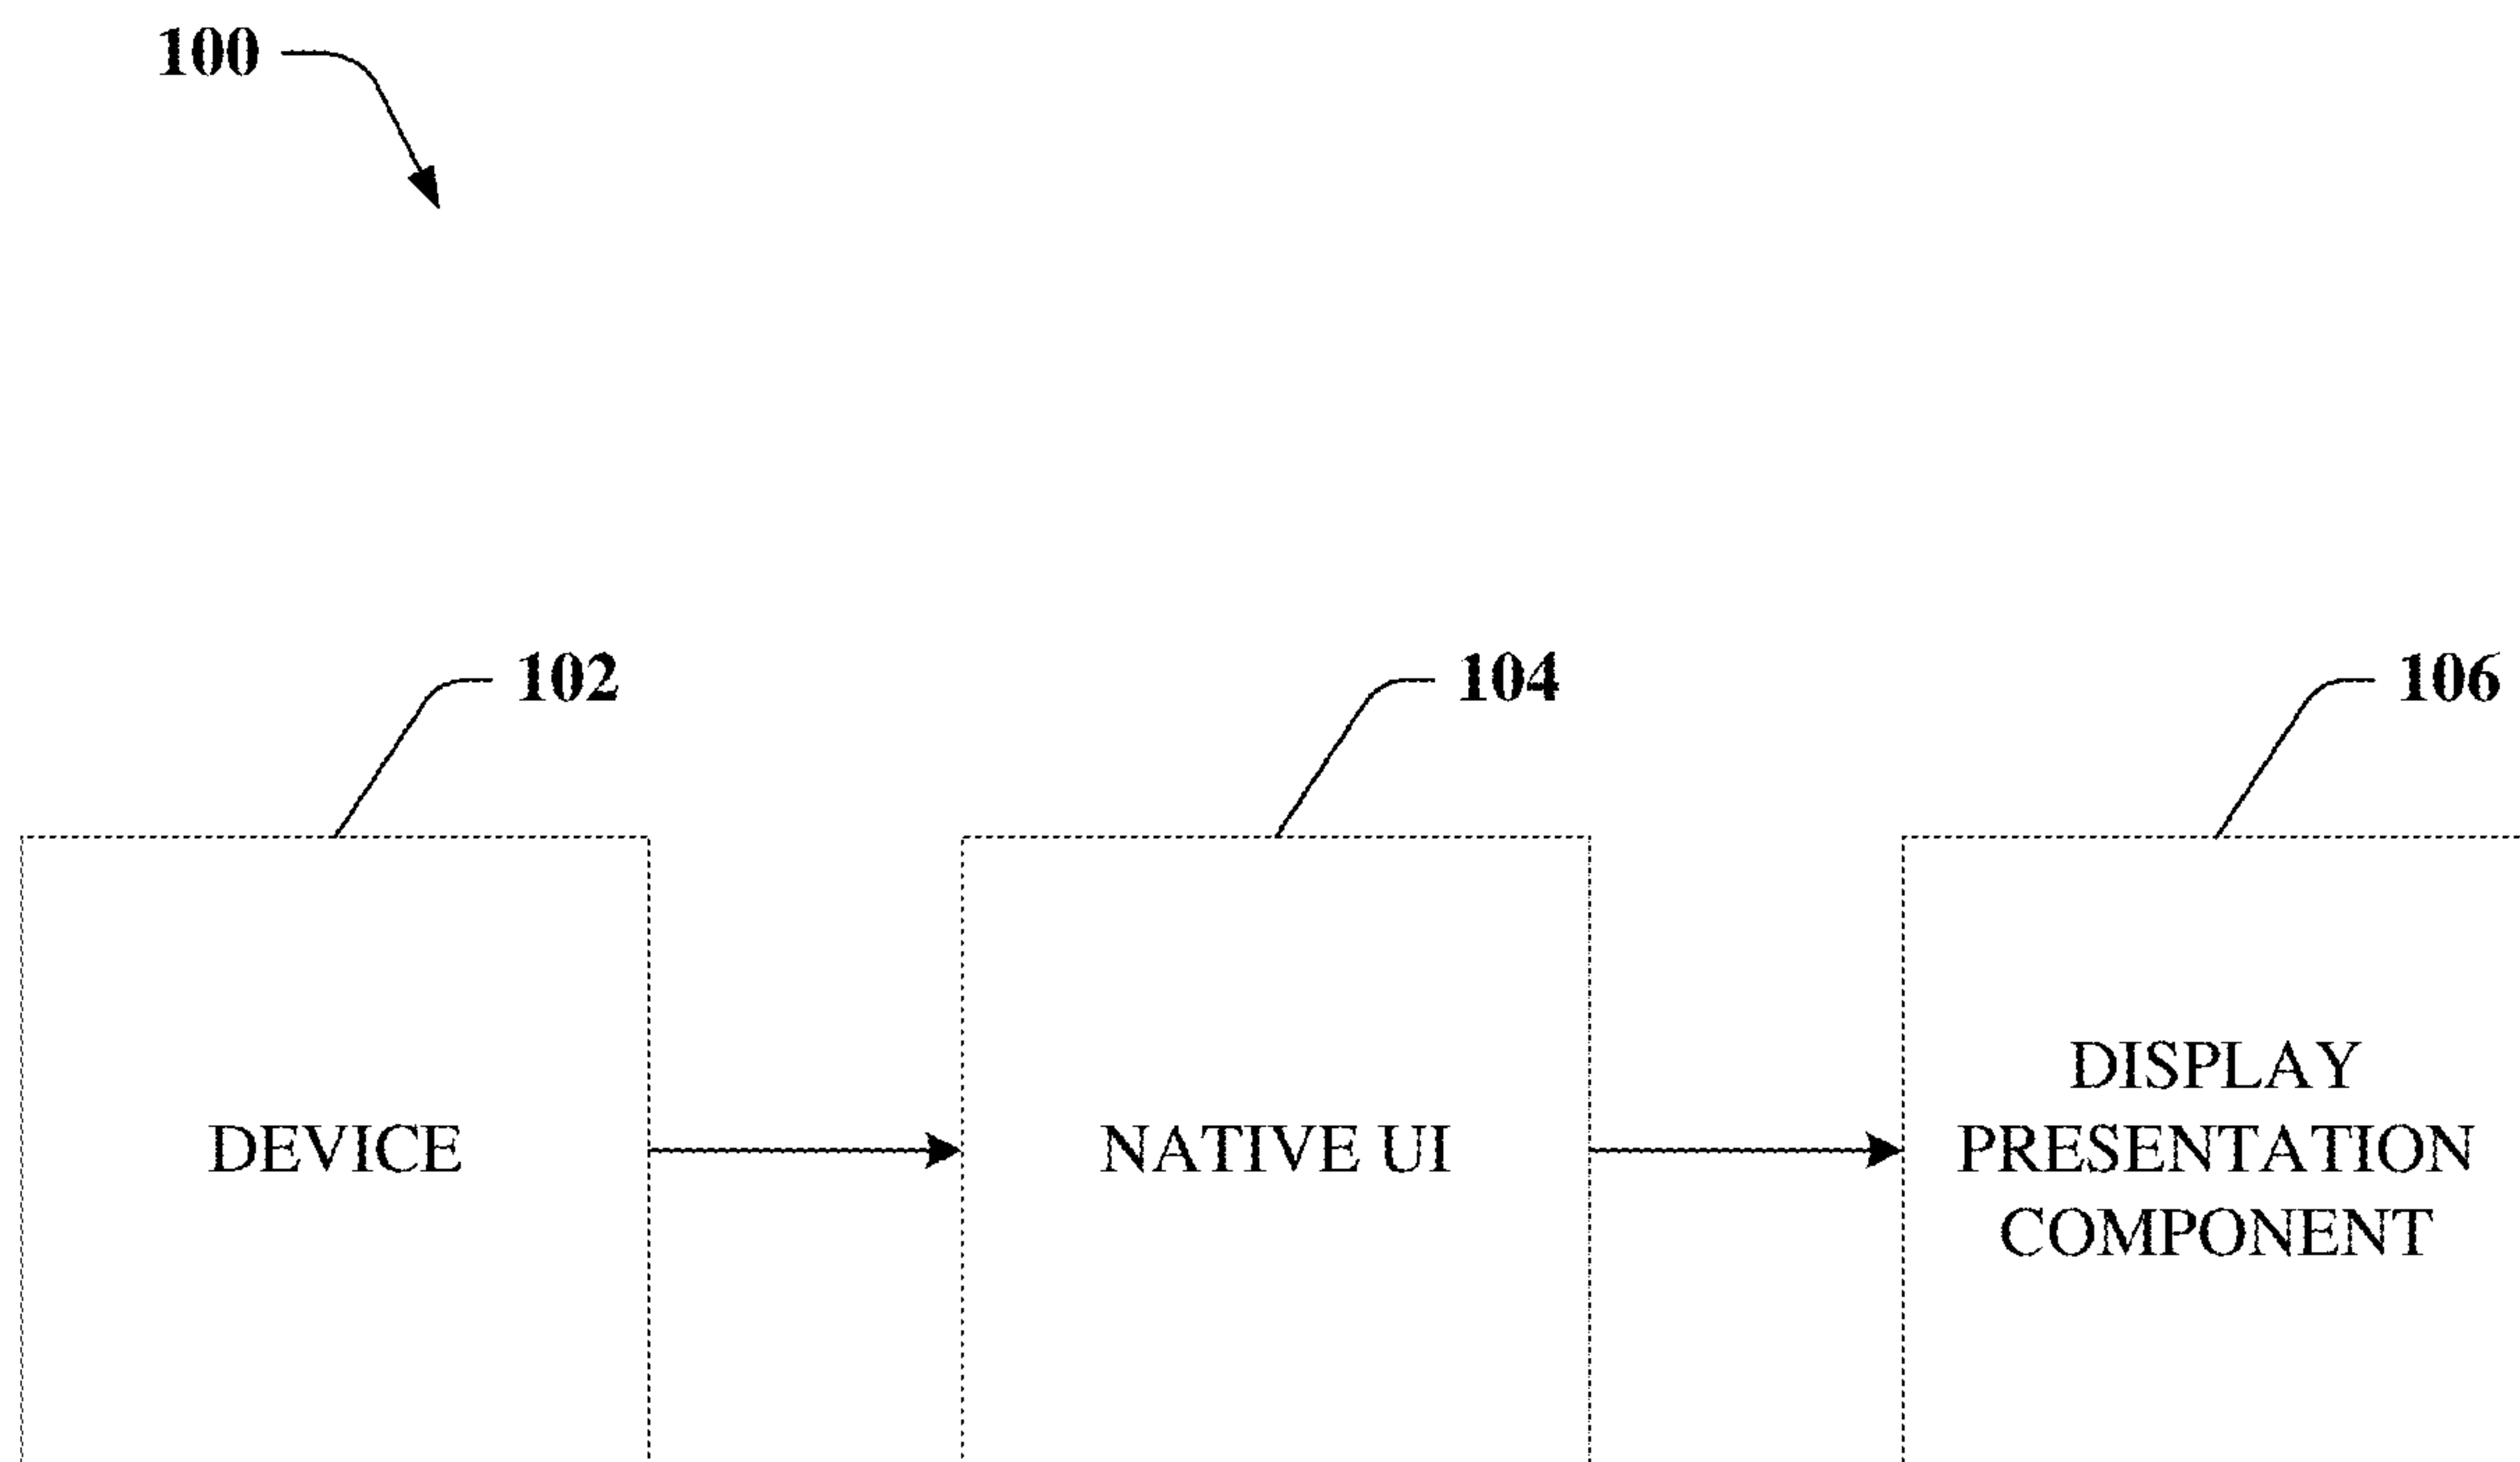 100
102
104
106
DEVICE
NATIVE UI
DISPLAY
PRESENTATION
COMPONENT